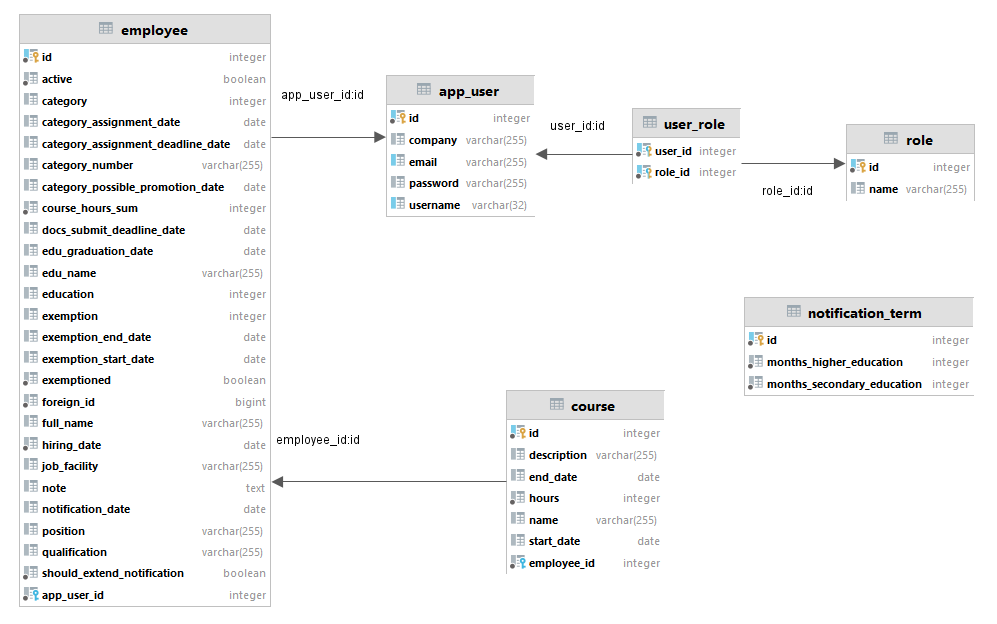 employee
id integer
active boolean
category integer
category_assignment_date date
category_assignment_deadline_date date
category_number varchar(255)
category_possible_promotion_date date
course_hours_sum integer
docs_submit_deadline_date date
edu_graduation_date date
edu_name varchar(255)
education integer
exemption integer
exemption_end_date date
exemption_start_date date
exemptioned boolean
foreign_id bigint
full_name varchar(255)
hiring_date date
job_facility varchar(255)
note text
notification_date date
position varchar(255)
qualification varchar(255)
should_extend_notification boolean
app_user_id integer
app_user_id:id
app_user
id integer
company varchar(255)
email varchar(255)
password varchar(255)
username varchar(32)
user_id:id
user_role
user_id integer
role_id integer
role_id:id
role
id integer
name varchar(255)
notification_term
id integer
months_higher_education integer
months_secondary_education integer
employee_id:id
course
id integer
description varchar(255)
end_date date
hours integer
name varchar(255)
start_date date
employee_id integer